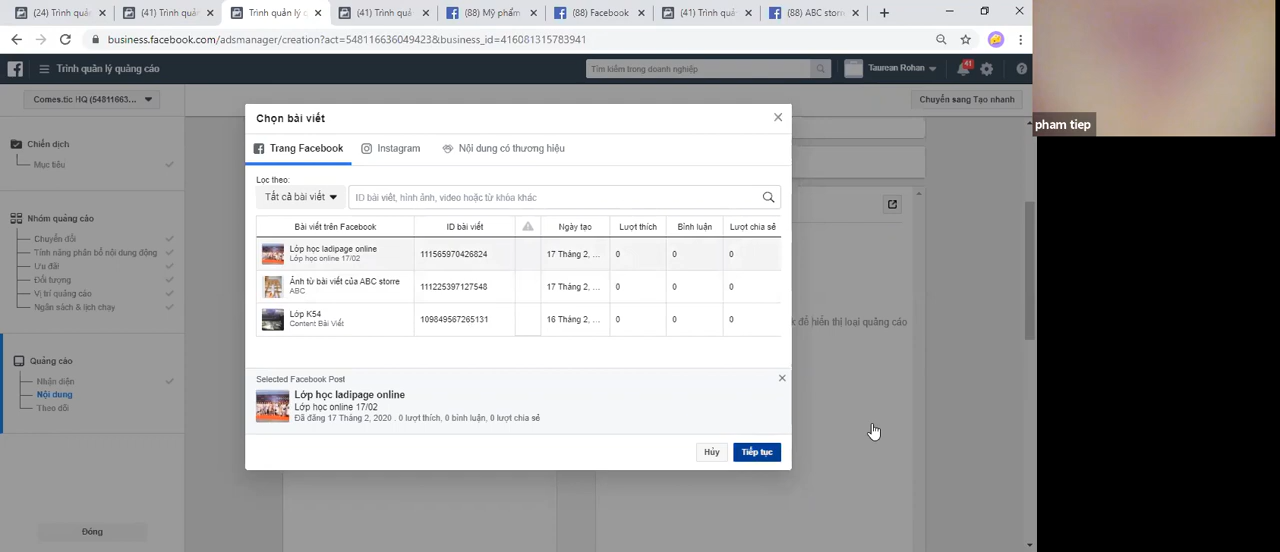 (24) Trình quả
(41) Trình quả
Trình quản lý q
(41) Trình quả
(88) Mỹ phẩm
(88) Facebook
(41) Trình quả
(88) ABC storr
business.facebook.com/adsmanager/creation?act=548116636049423&business_id=416081315783941
Trình quản lý quảng cáo
Tìm kiếm trong doanh nghiệp
Taurean Rohan
41
pham tiep
Comes.tic HQ (54811663...
Chuyển sang Tạo nhanh
Chiến dịch
Mục tiêu
Nhóm quảng cáo
Chuyển đổi
Tính năng phân bổ nội dung động
Ưu đãi
Đối tượng
Vị trí quảng cáo
Ngân sách & lịch chạy
Quảng cáo
Nhận diện
Nội dung
Theo dõi
Đóng
Chọn bài viết
Trang Facebook
Instagram
Nội dung có thương hiệu
Lọc theo:
Tất cả bài viết
ID bài viết, hình ảnh, video hoặc từ khóa khác
Bài viết trên Facebook ID bài viết Ngày tạo Lượt thích Bình luận Lượt chia sẻ
Lớp học ladipage online
Lớp học online 17/02
111565970426824 17 Tháng 2, ... 0 0 0
Ảnh từ bài viết của ABC storre
ABC
111225397127548 17 Tháng 2, ... 0 0 0
Lớp K54
Content Bài Viết
109849567265131 16 Tháng 2, ... 0 0 0
k để hiển thị loại quảng cáo
Selected Facebook Post
Lớp học ladipage online
Lớp học online 17/02
Đã đăng 17 Tháng 2, 2020 . 0 lượt thích, 0 bình luận, 0 lượt chia sẻ
Hủy
Tiếp tục